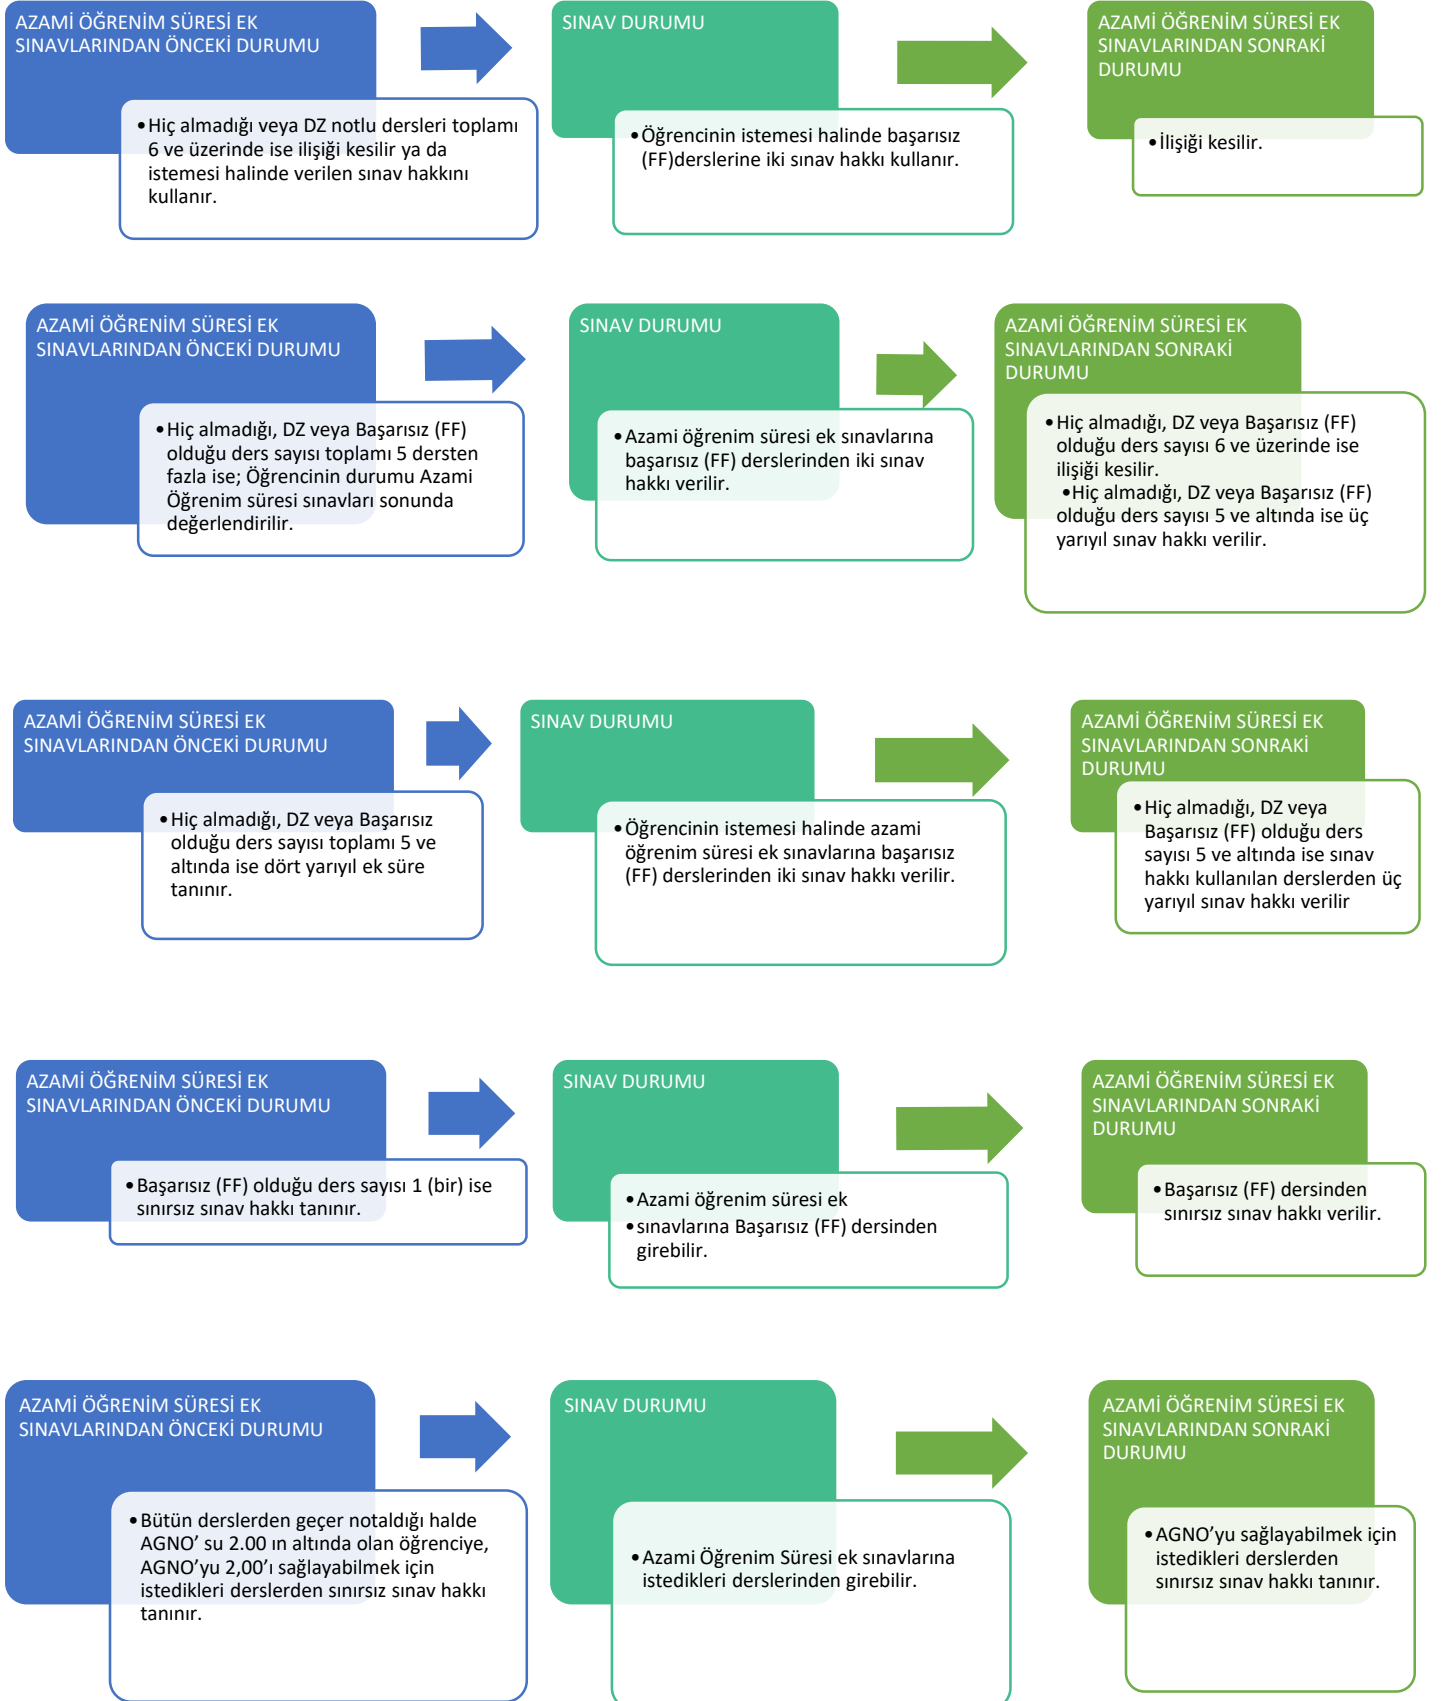 AZAMİ ÖĞRENİM SÜRESİ EK
SINAVLARINDAN ÖNCEKİ DURUMU
•Hiç almadığı veya DZ notlu dersleri toplamı
6 ve üzerinde ise ilişiği kesilir ya da
istemesi halinde verilen sınav hakkını
kullanır.
SINAV DURUMU
•Öğrencinin istemesi halinde başarısız
(FF)derslerine iki sınav hakkı kullanır.
AZAMİ ÖĞRENİM SÜRESİ EK
SINAVLARINDAN SONRAKİ
DURUMU
•İlişiği kesilir.
AZAMİ ÖĞRENİM SÜRESİ EK
SINAVLARINDAN ÖNCEKİ DURUMU
•Hiç almadığı, DZ veya Başarısız (FF)
olduğu ders sayısı toplamı 5 dersten
fazla ise; Öğrencinin durumu Azami
Öğrenim süresi sınavları sonunda
değerlendirilir.
SINAV DURUMU
•Azami öğrenim süresi ek sınavlarına
başarısız (FF) derslerinden iki sınav
hakkı verilir.
AZAMİ ÖĞRENİM SÜRESİ EK
SINAVLARINDAN SONRAKİ
DURUMU
•Hiç almadığı, DZ veya Başarısız (FF)
olduğu ders sayısı 6 ve üzerinde ise
ilişiği kesilir.
•Hiç almadığı, DZ veya Başarısız (FF)
olduğu ders sayısı 5 ve altında ise üç
yarıyıl sınav hakkı verilir.
AZAMİ ÖĞRENİM SÜRESİ EK
SINAVLARINDAN ÖNCEKİ DURUMU
•Hiç almadığı, DZ veya Başarısız
olduğu ders sayısı toplamı 5 ve
altında ise dört yarıyıl ek süre
tanınır.
SINAV DURUMU
•Öğrencinin istemesi halinde azami
öğrenim süresi ek sınavlarına başarısız
(FF) derslerinden iki sınav hakkı verilir.
AZAMİ ÖĞRENİM SÜRESİ EK
SINAVLARINDAN SONRAKİ
DURUMU
•Hiç almadığı, DZ veya
Başarısız (FF) olduğu ders
sayısı 5 ve altında ise sınav
hakkı kullanılan derslerden üç
yarıyıl sınav hakkı verilir
AZAMİ ÖĞRENİM SÜRESİ EK
SINAVLARINDAN ÖNCEKİ DURUMU
•Başarısız (FF) olduğu ders sayısı 1 (bir) ise
sınırsız sınav hakkı tanınır.
SINAV DURUMU
•Azami öğrenim süresi ek
•sınavlarına Başarısız (FF) dersinden
girebilir.
AZAMİ ÖĞRENİM SÜRESİ EK
SINAVLARINDAN SONRAKİ
DURUMU
•Başarısız (FF) dersinden
sınırsız sınav hakkı verilir.
AZAMİ ÖĞRENİM SÜRESİ EK
SINAVLARINDAN ÖNCEKİ DURUMU
•Bütün derslerden geçer notaldığı halde
AGNO’ su 2.00 ın altında olan öğrenciye,
AGNO’yu 2,00’ı sağlayabilmek için
istedikleri derslerden sınırsız sınav hakkı
tanınır.
SINAV DURUMU
•Azami Öğrenim Süresi ek sınavlarına
istedikleri derslerinden girebilir.
AZAMİ ÖĞRENİM SÜRESİ EK
SINAVLARINDAN SONRAKİ
DURUMU
•AGNO’yu sağlayabilmek için
istedikleri derslerden
sınırsız sınav hakkı tanınır.